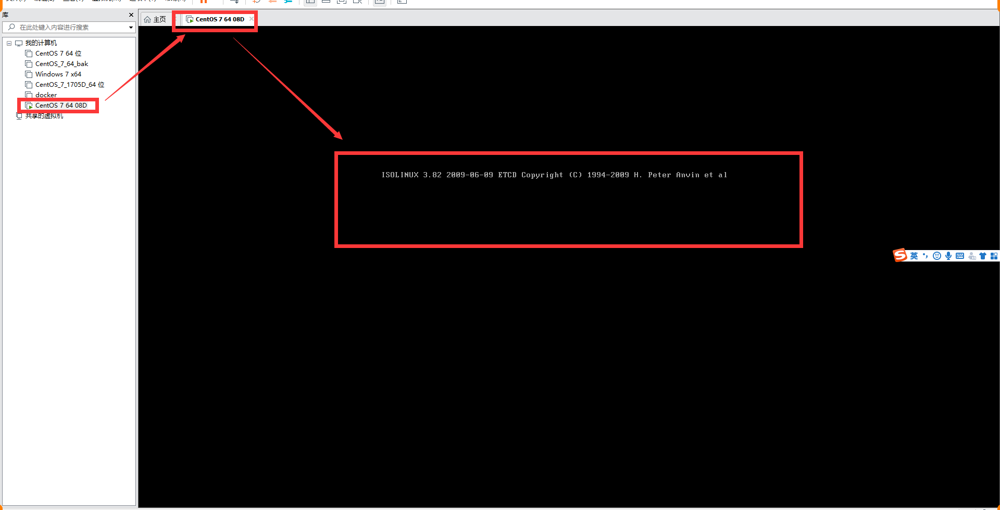 库
主页
CentOS 7 64 08D
在此处键入内容进行搜索
我的计算机
CentOS 7 64 位
CentOS_7_64_bak
Windows 7 x64
CentOS_7_1705D_64 位
docker
CentOS 7 64 08D
共享的虚拟机
ISOLINUX 3.82 2009-06-09 ETCD Copyright (C) 1994-2009 H. Peter Anvin et al
英